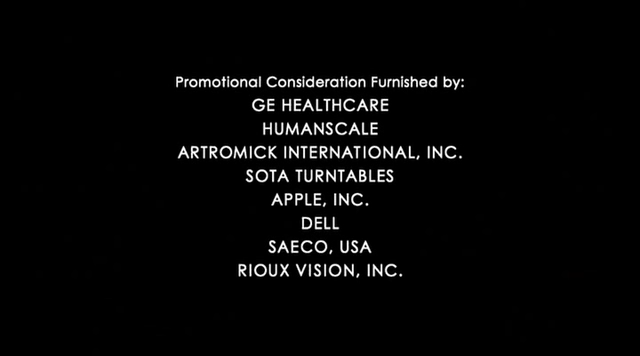 Promotional Consideration Furnished by:
GE HEALTHCARE
HUMANSCALE
ARTROMICK INTERNATIONAL, INC.
SOTA TURNTABLES
APPLE, INC.
DELL
SAECO, USA
RIOUX VISION, INC.